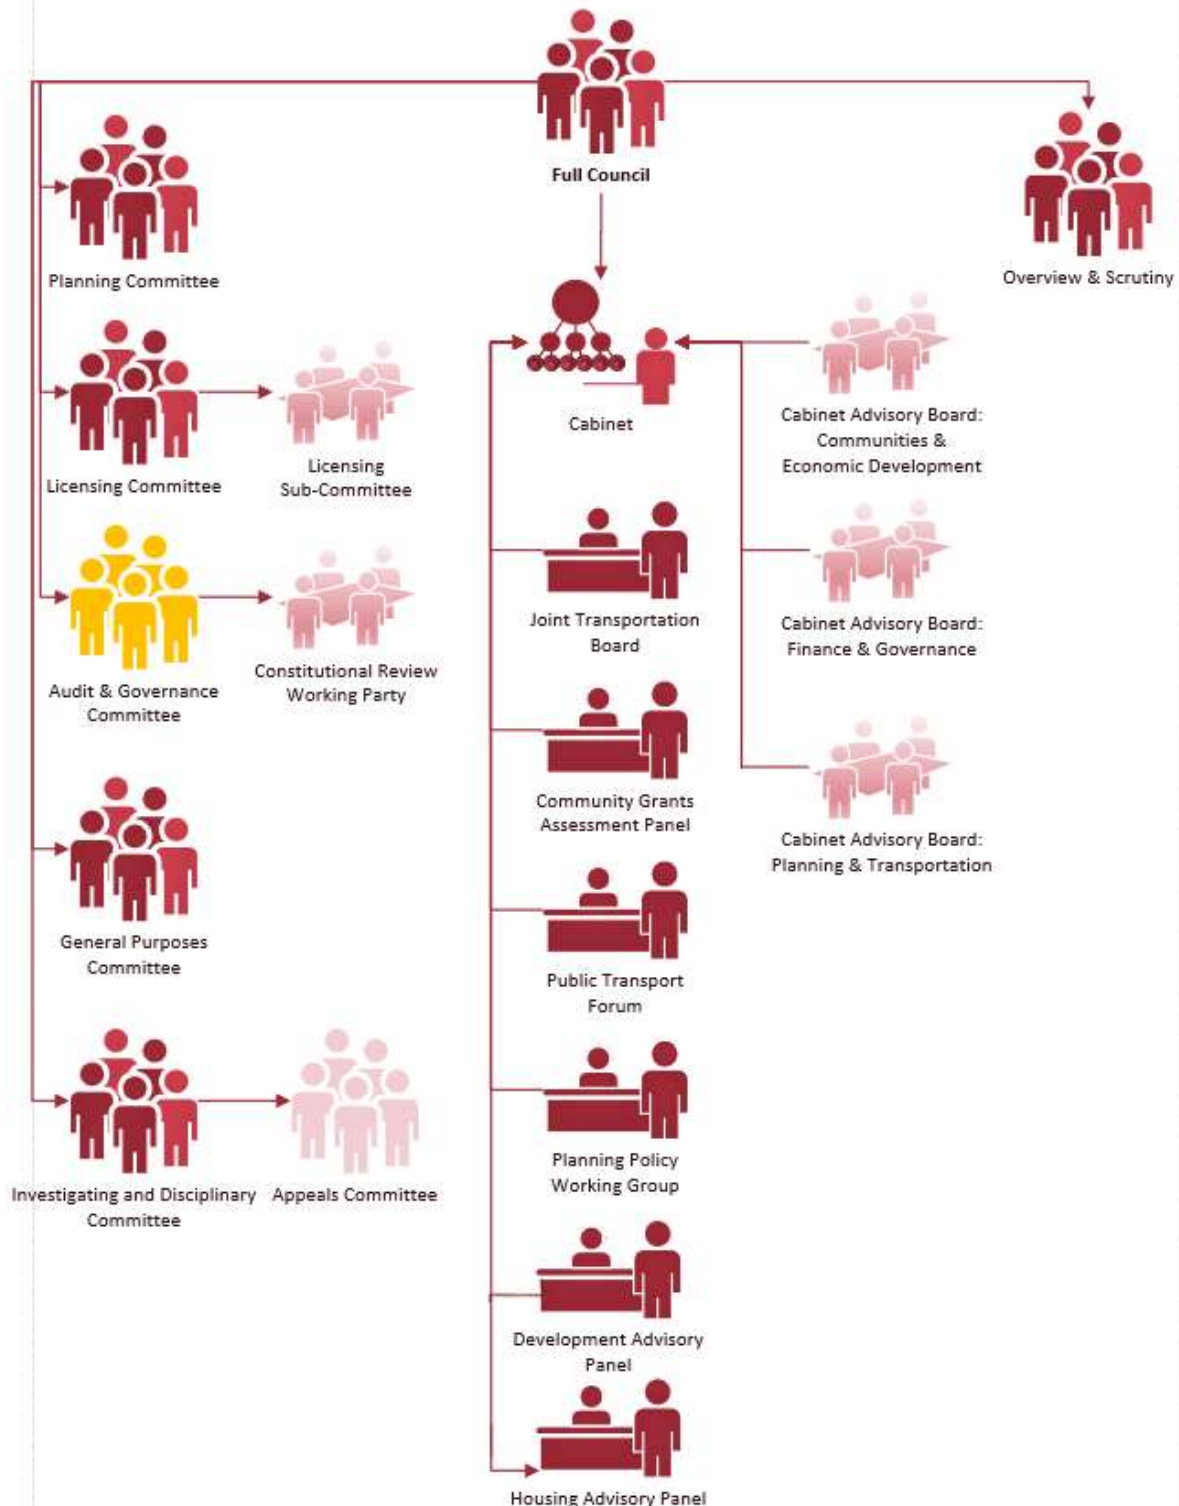 Full Council
Planning Committee
Overview & Scrutiny
Licensing Committee
Licensing
Sub-Committee
Cabinet
Cabinet Advisory Board:
Communities &
Economic Development
Audit & Governance
Committee
Constitutional Review
Working Party
Joint Transportation
Board
Cabinet Advisory Board:
Finance & Governance
Community Grants
Assessment Panel
Cabinet Advisory Board:
Planning & Transportation
General Purposes
Committee
Public Transport
Forum
Investigating and Disciplinary
Committee
Appeals Committee
Planning Policy
Working Group
Development Advisory
Panel
Housing Advisory Panel